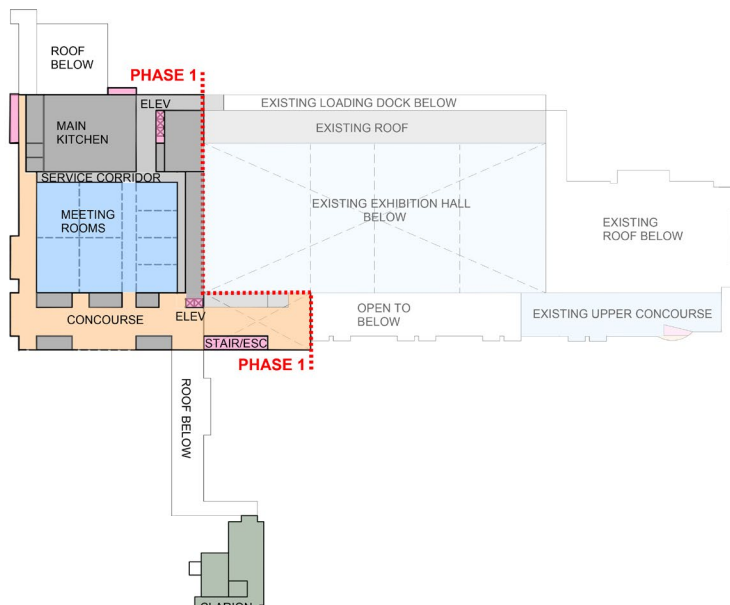 ROOF
BELOW
PHASE 1
ELEV
EXISTING LOADING DOCK BELOW
MAIN
KITCHEN
EXISTING ROOF
SERVICE CORRIDOR
MEETING
ROOMS
EXISTING EXHIBITION HALL
BELOW
EXISTING
ROOF BELOW
CONCOURSE
ELEV
OPEN TO
BELOW
EXISTING UPPER CONCOURSE
STAIR/ESC
PHASE 1
ROOF BELOW
CLARION